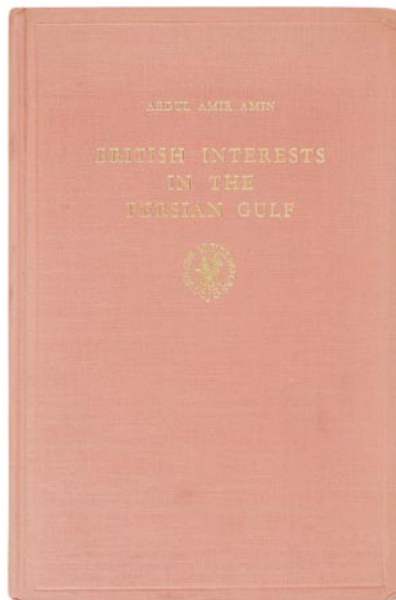 ABDUL AMIR AMIN
BRITISH INTERESTS
IN THE
PERSIAN GULF